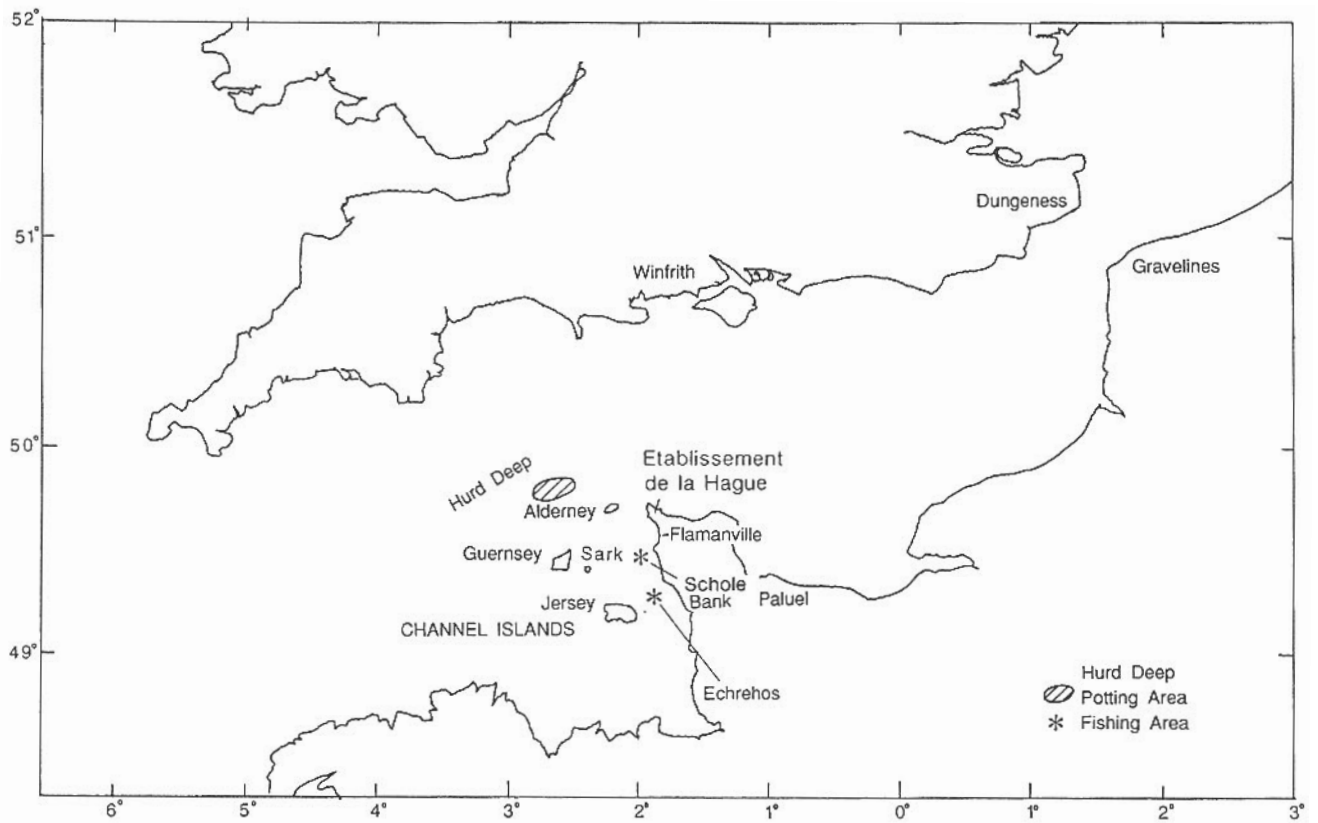 52°
51°
50°
49°
Dungeness
Winfrith
Gravelines
Hurd Deep
Etablissement
de la Hague
Alderney
Flamanville
Guernsey
Sark
Schole
Bank
Paluel
Jersey
CHANNEL ISLANDS
Echrehos
Hurd Deep
Potting Area
Fishing Area
6° 5° 4° 3° 2° 1° 0° 1° 2° 3°